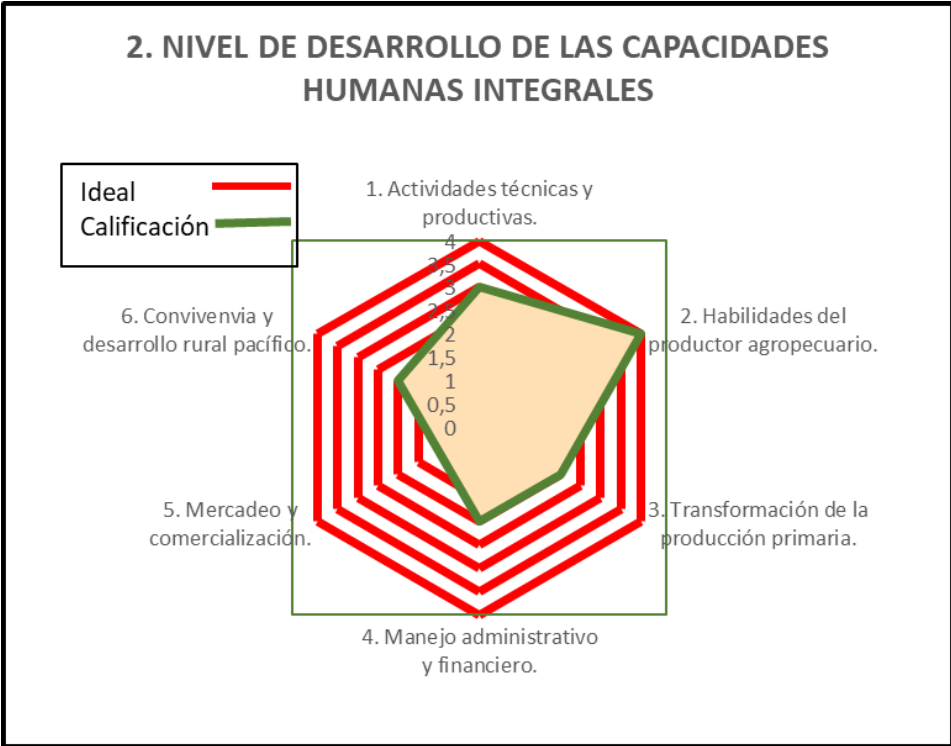 2. NIVEL DE DESARROLLO DE LAS CAPACIDADES
HUMANAS INTEGRALES
Ideal
Calificación
1. Actividades técnicas y
productivas.
4
3,5
3
2,5
2
1,5
1
0,5
0
2. Habilidades del
productor agropecuario.
3. Transformación de la
producción primaria.
4. Manejo administrativo
y financiero.
5. Mercadeo y
comercialización.
6. Convivenvia y
desarrollo rural pacífico.